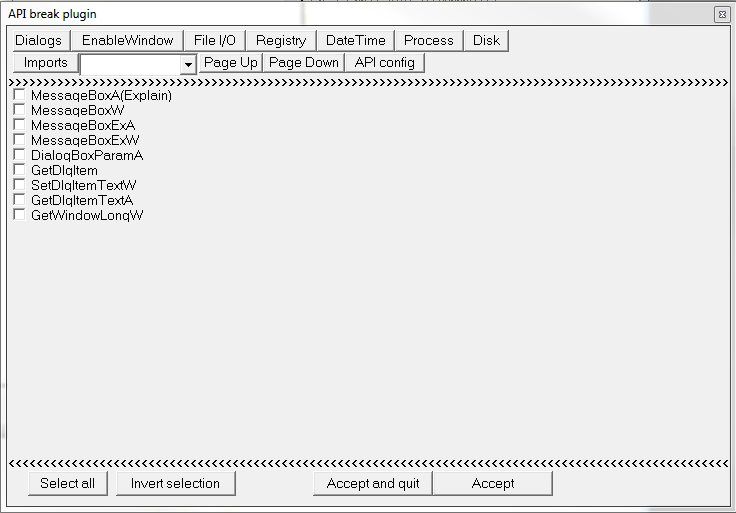 API break plugin
Dialogs EnableWindow File I/O Registry DateTime Process Disk
Imports Page Up Page Down API config
>>>>>>>>>>>>>>>>>>>>>>>>>>>>>>>>>>>>>>>>>>>>>>>>>>>>>>>>>>>>>>>>>>>>>>>>>>>>>>>>>>>>>>>>>>
MessageBoxA(Explain)
MessageBoxW
MessageBoxExA
MessageBoxExW
DialogBoxParamA
GetDlgItem
SetDlgItemTextW
GetDlgItemTextA
GetWindowLongW
<<<<<<<<<<<<<<<<<<<<<<<<<<<<<<<<<<<<<<<<<<<<<<<<<<<<<<<<<<<<<<<<<<<<<<<<<<<<<<<<<<<<<<<<<<
Select all Invert selection Accept and quit Accept